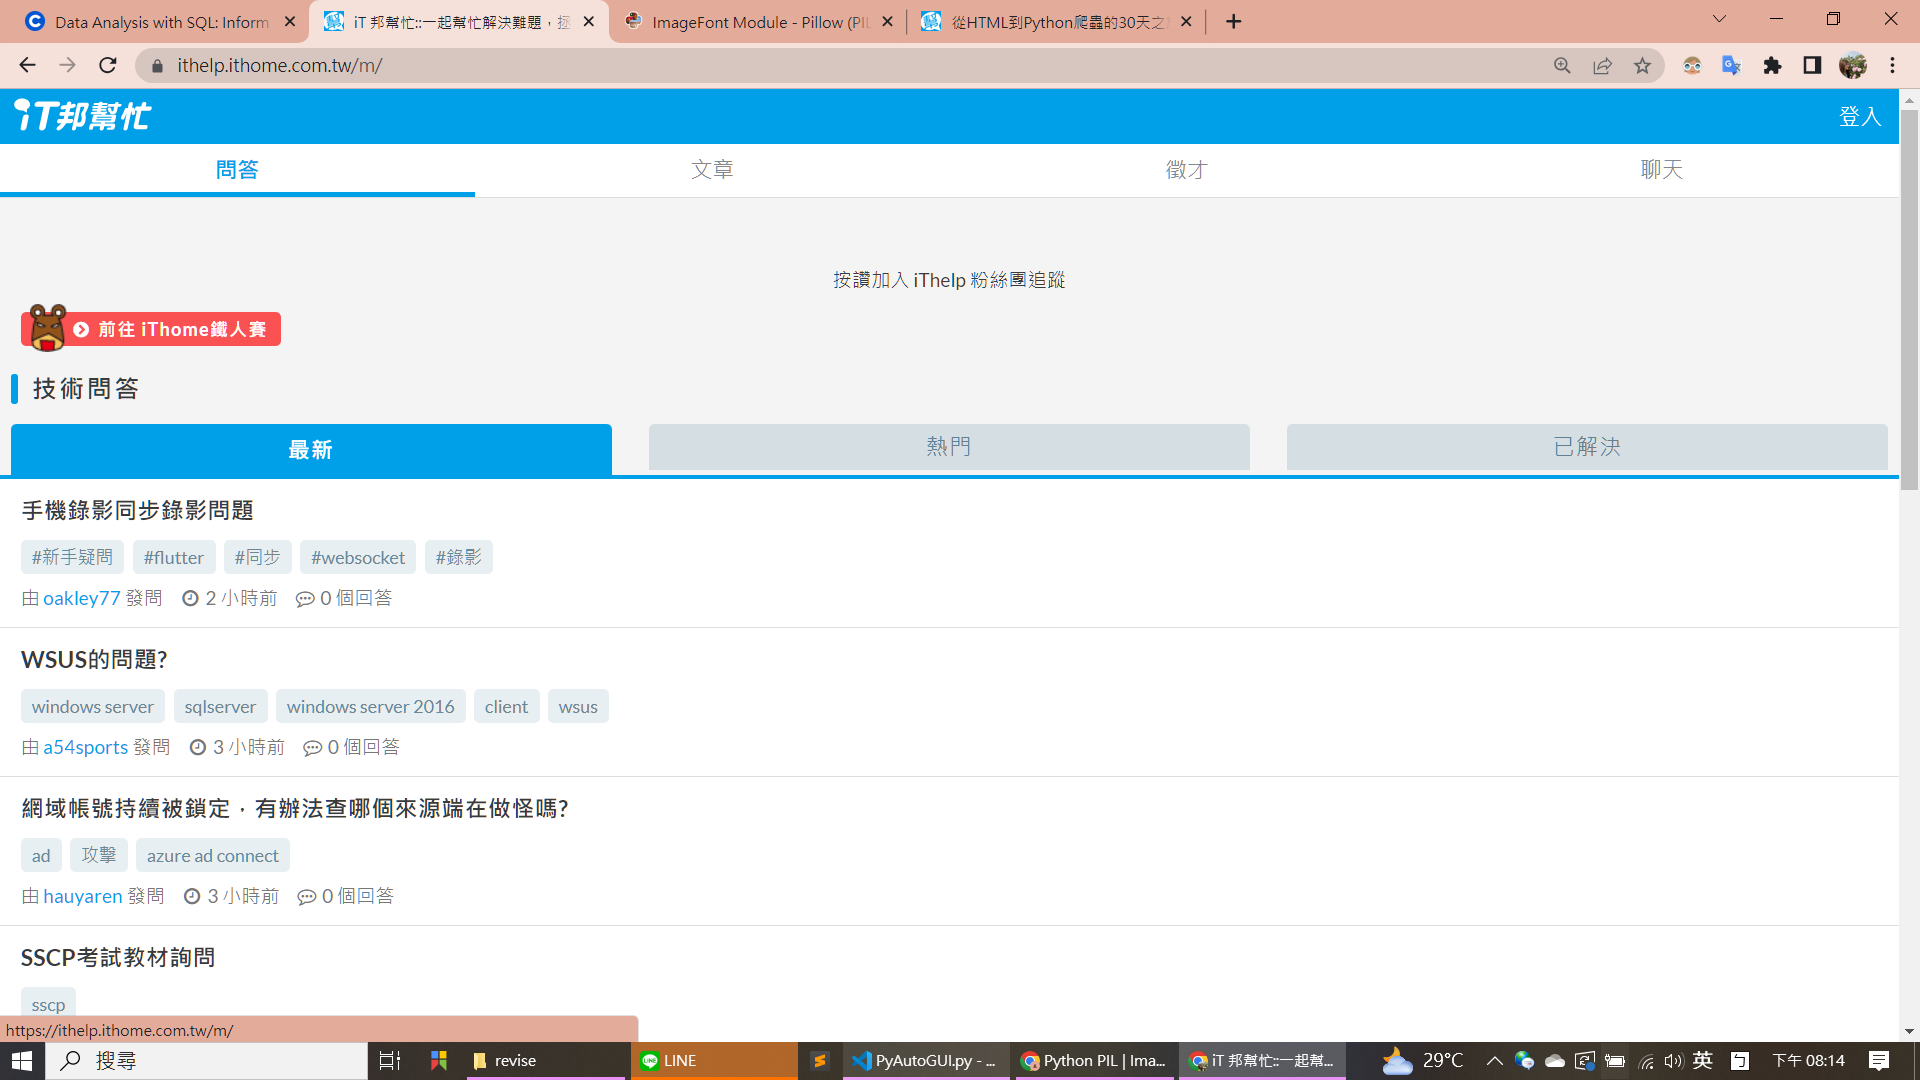 Data Analysis with SQL: Inform
iT 邦幫忙::一起幫忙解決難題，拯
ImageFont Module - Pillow (PIL
從HTML到Python爬蟲的30天之
ithelp.ithome.com.tw/m/
iT邦幫忙
登入
問答 文章 徵才 聊天
按讚加入 iThelp 粉絲團追蹤
前往 iThome鐵人賽
技術問答
最新 熱門 已解決
手機錄影同步錄影問題
#新手疑問 #flutter #同步 #websocket #錄影
由 oakley77 發問 2 小時前 0 個回答
WSUS的問題?
windows server sqlserver windows server 2016 client wsus
由 a54sports 發問 3 小時前 0 個回答
網域帳號持續被鎖定，有辦法查哪個來源端在做怪嗎?
ad 攻擊 azure ad connect
由 hauyaren 發問 3 小時前 0 個回答
SSCP考試教材詢問
sscp
https://ithelp.ithome.com.tw/m/
搜尋 revise LINE PyAutoGUI.py - ... Python PIL | Ima... iT 邦幫忙::一起幫... 29°C 英 下午 08:14